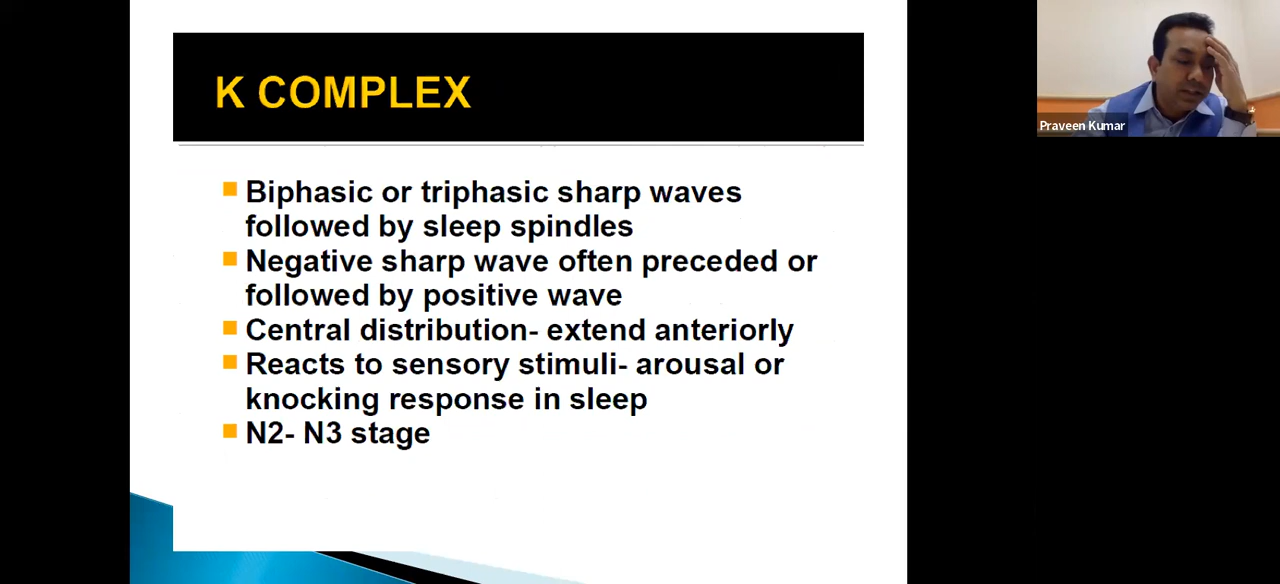 K COMPLEX
Biphasic or triphasic sharp waves
followed by sleep spindles
Negative sharp wave often preceded or
followed by positive wave
Central distribution- extend anteriorly
Reacts to sensory stimuli- arousal or
knocking response in sleep
N2- N3 stage
Praveen Kumar